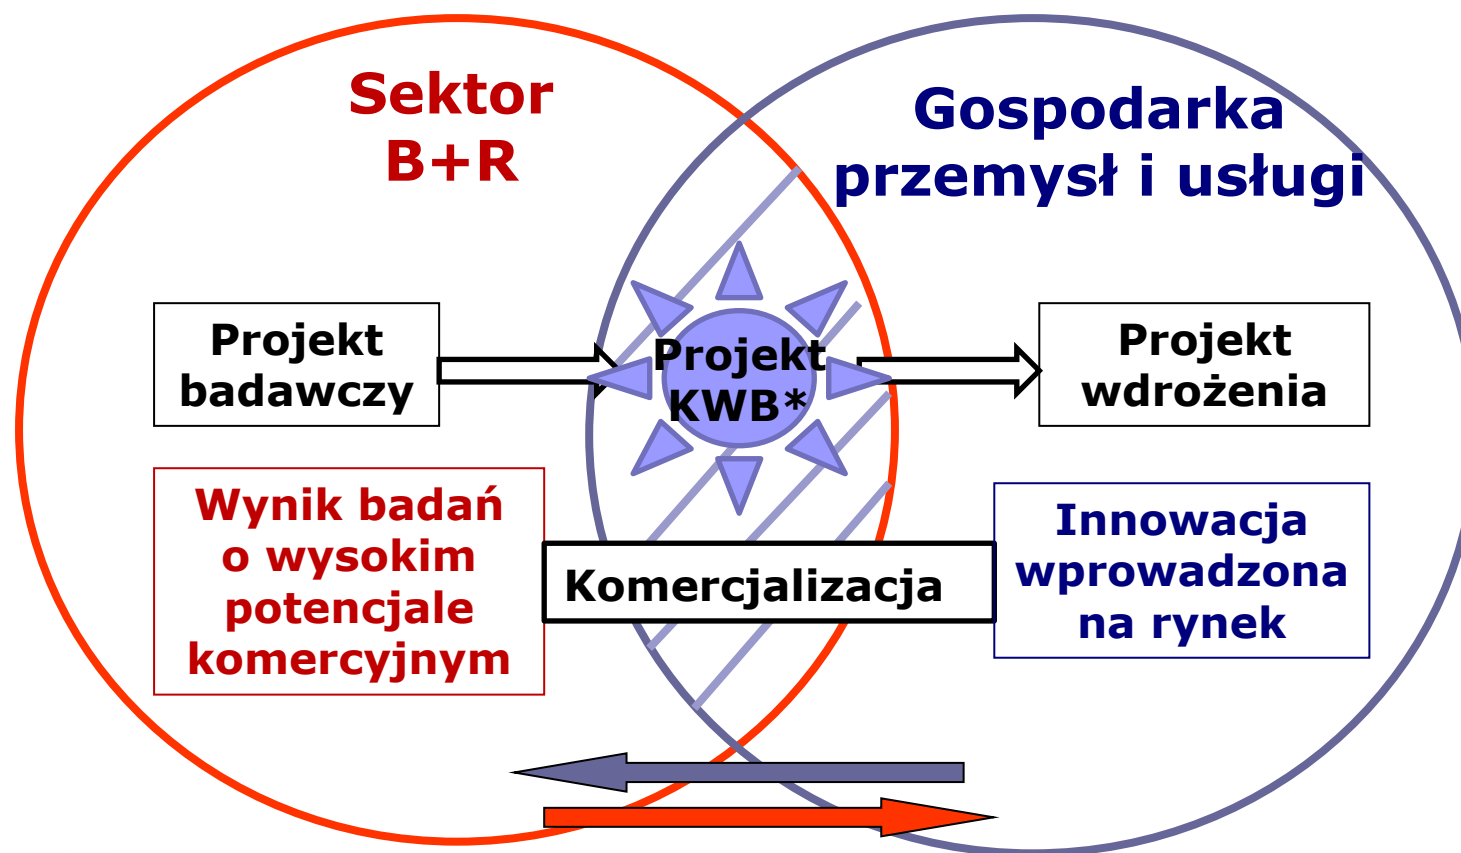 Sektor
B+R
Gospodarka
przemysł i usługi
Projekt
badawczy
Projekt
KWB*
Projekt
wdrożenia
Wynik badań
o wysokim
potencjale
komercyjnym
Komercjalizacja
Innowacja
wprowadzona
na rynek